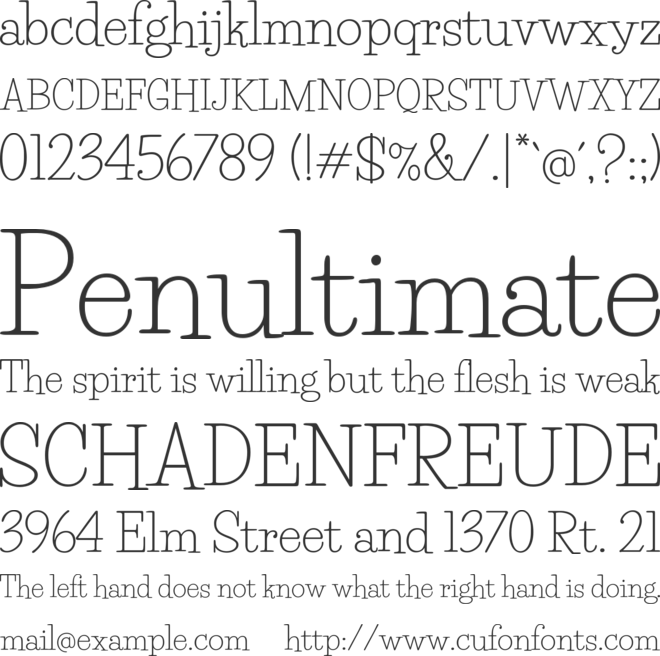 abcdefghijklmnopqrstuvwxyz
ABCDEFGHIJKLMNOPQRSTUVWXYZ
0123456789 (!#$%&/.|*`@´,?:;)
Penultimate
The spirit is willing but the flesh is weak
SCHADENFREUDE
3964 Elm Street and 1370 Rt. 21
The left hand does not know what the right hand is doing.
mail@example.com http://www.cufonfonts.com